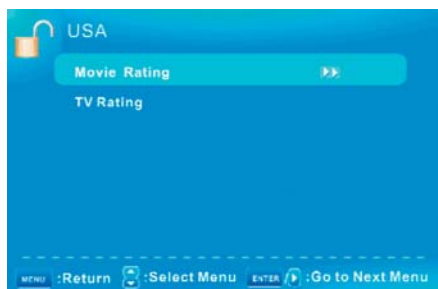 USA
Movie Rating
TV Rating
MENU :Return :Select Menu ENTER / :Go to Next Menu